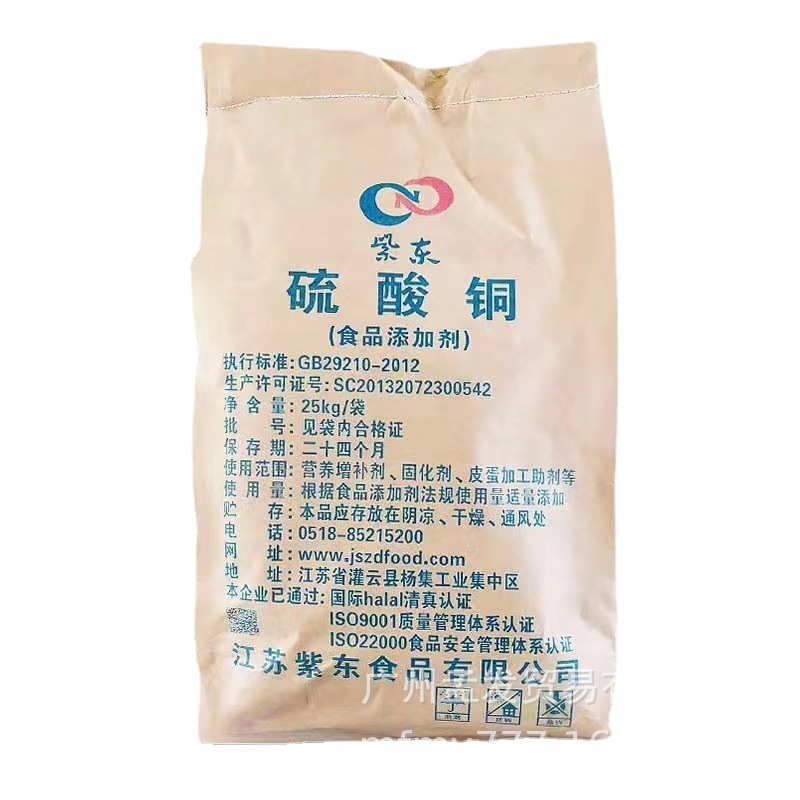 N
紫东
硫酸铜
(食品添加剂)
执行标准:GB29210-2012
生产许可证号:SC20132072300542
净含量:25kg/袋
批号:见袋内合格证
保存期:二十四个月
使用范围:营养增补剂、固化剂、皮蛋加工助剂等
使用量:根据食品添加剂法规使用量适量添加
贮存:本品应存放在阴凉、干燥、通风处
电话:0518-85215200
网址:www.jszdfood.com
地址:江苏省灌云县杨集工业集中区
本企业已通过:国际halal清真认证
ISO9001质量管理体系认证
ISO22000食品安全管理体系认证
江苏紫东食品有限公司
广州孟发贸易有